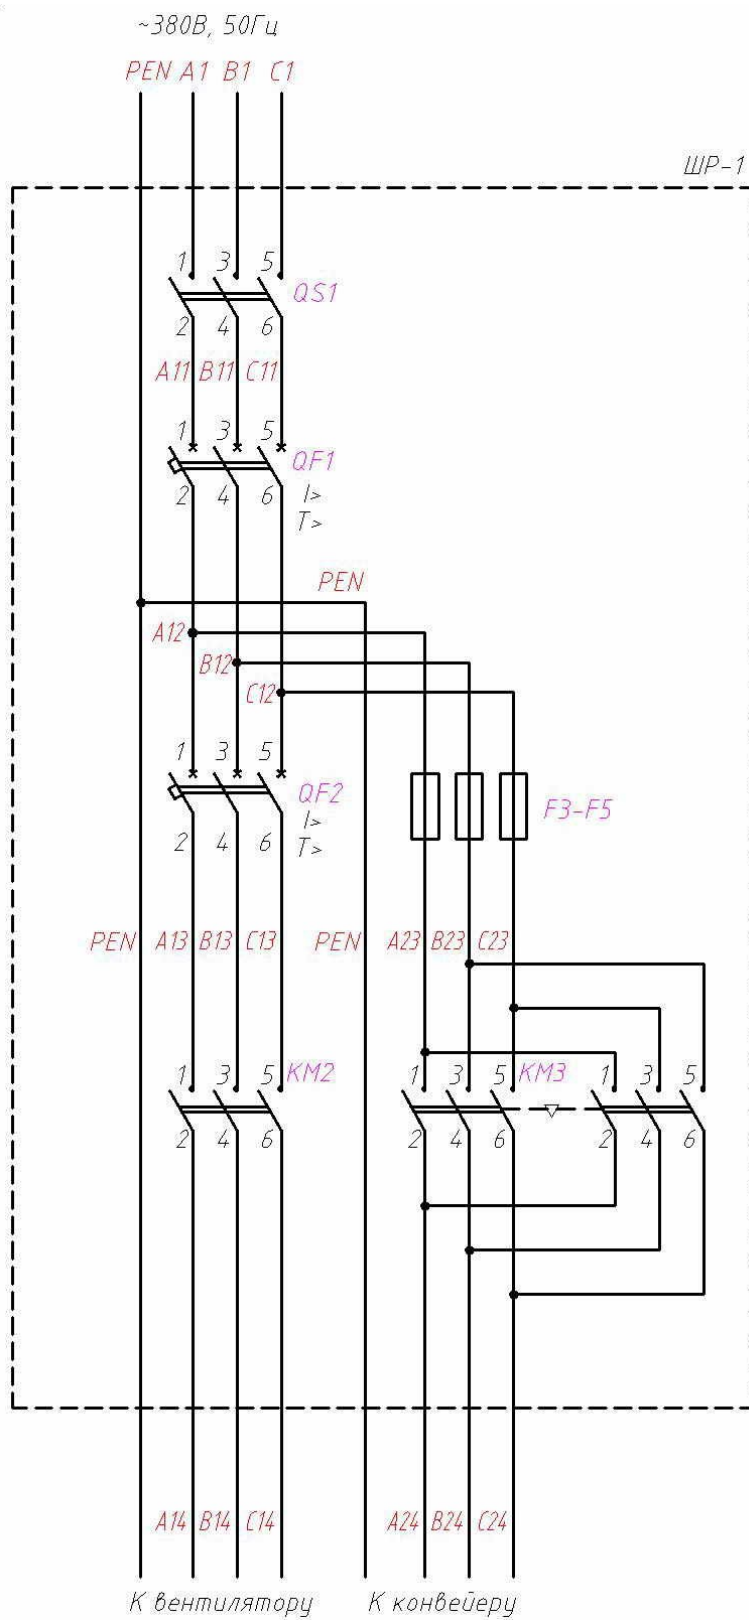 ~380В, 50Гц
PEN A1 B1 C1
ШР-1
1 3 5
QS1
2 4 6
A11 B11 C11
1 3 5
QF1
2 4 6 I>
T>
PEN
A12
B12
C12
1 3 5
QF2
F3-F5
I>
2 4 6 T>
PEN A13 B13 C13 PEN A23 B23 C23
1 3 5 KM2 1 3 5 KM3 1 3 5
2 4 6 2 4 6 2 4 6
A14 B14 C14 A24 B24 C24
К вентилятору К конвейеру